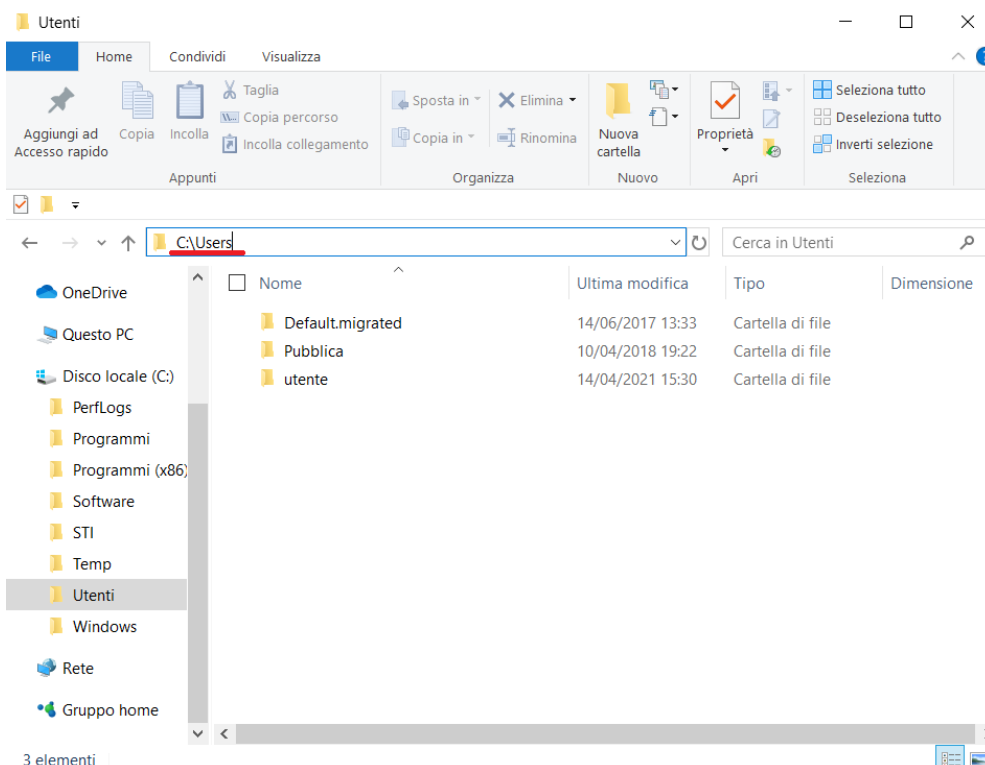 Utenti
File Home Condividi Visualizza
Aggiungi ad Accesso rapido
Copia
Incolla
Taglia
Copia percorso
Incolla collegamento
Appunti
Sposta in
Copia in
Elimina
Rinomina
Organizza
Nuova cartella
Nuovo
Proprietà
Apri
Seleziona tutto
Deseleziona tutto
Inverti selezione
Seleziona
C:\Users
Cerca in Utenti
OneDrive
Questo PC
Disco locale (C:)
PerfLogs
Programmi
Programmi (x86)
Software
STI
Temp
Utenti
Windows
Rete
Gruppo home
Nome Ultima modifica Tipo Dimensione
Default.migrated 14/06/2017 13:33 Cartella di file
Pubblica 10/04/2018 19:22 Cartella di file
utente 14/04/2021 15:30 Cartella di file
3 elementi